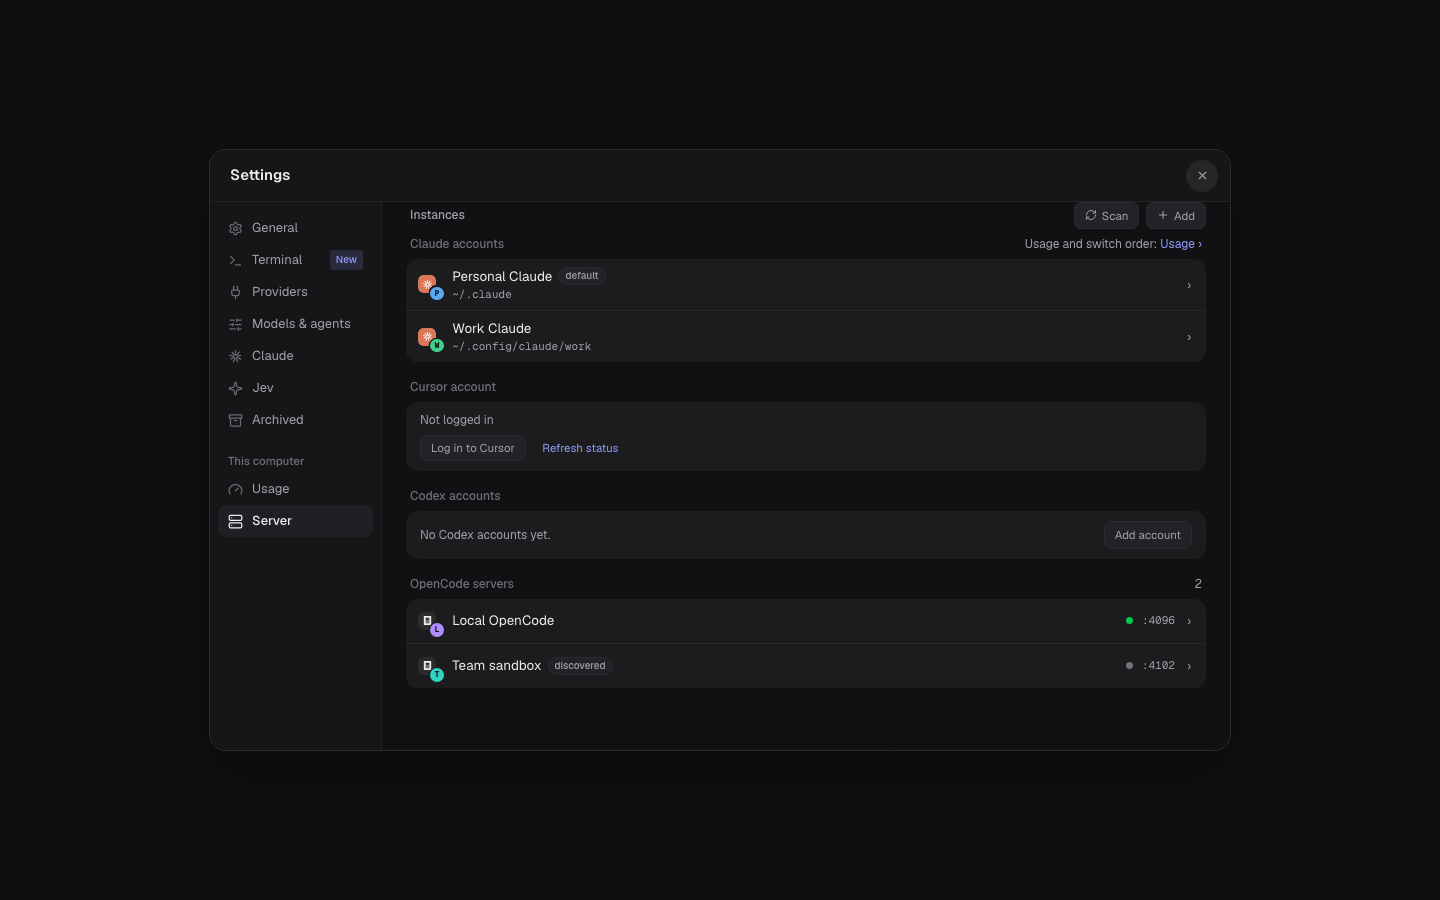 Settings
General
Terminal New
Providers
Models & agents
Claude
Jev
Archived
This computer
Usage
Server
Instances
Scan
Add
Claude accounts
Usage and switch order: Usage ›
Personal Claude default
P
~/.claude
Work Claude
W
~/.config/claude/work
Cursor account
Not logged in
Log in to Cursor
Refresh status
Codex accounts
No Codex accounts yet.
Add account
OpenCode servers
2
Local OpenCode
L
:4096
Team sandbox discovered
T
:4102